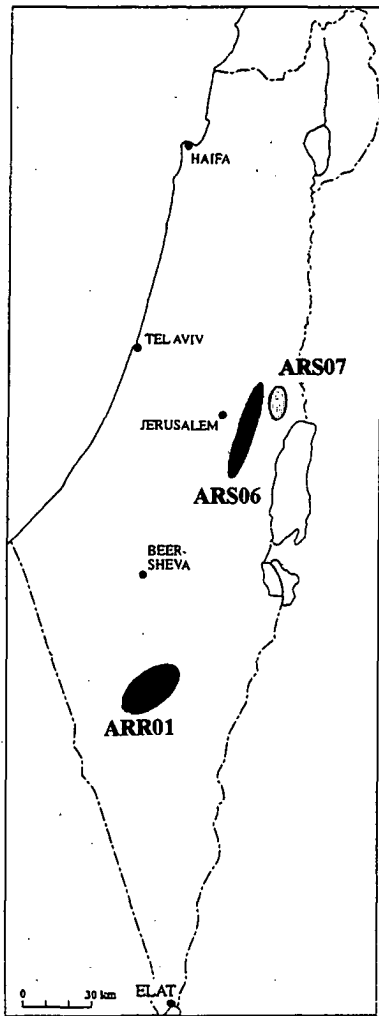 HAIFA
TEL AVIV
ARS07
JERUSALEM
ARS06
BEER-
SHEVA
ARR01
0 30 km
ELAT